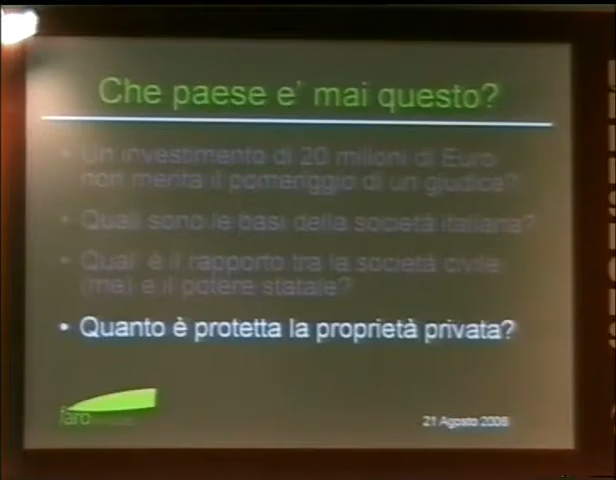 Che paese e' mai questo?
• Un investimento di 20 milioni di Euro
non merita il pomeriggio di un giudice?
• Quali sono le basi della società italiana?
• Qual è il rapporto tra la società civile
(me) e il potere statale?
• Quanto è protetta la proprietà privata?
faro
21 Agosto 2008